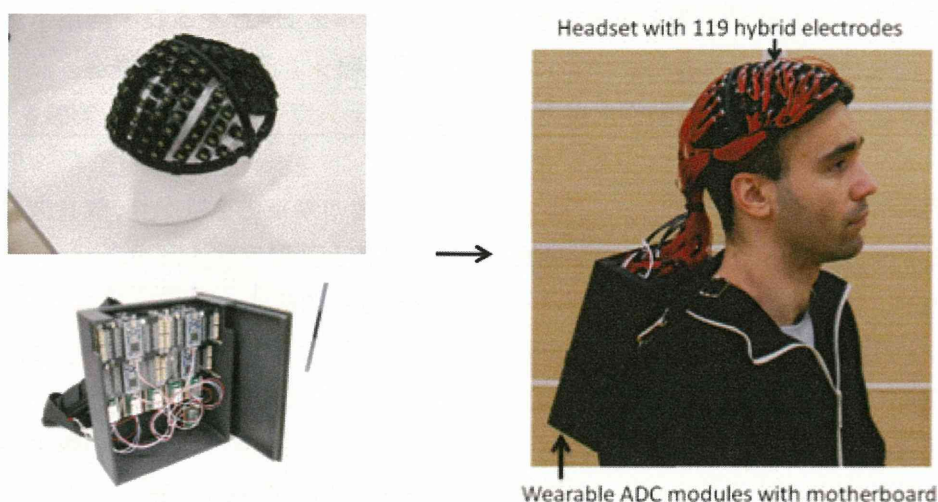 Headset with 119 hybrid electrodes
Wearable ADC modules with motherboard